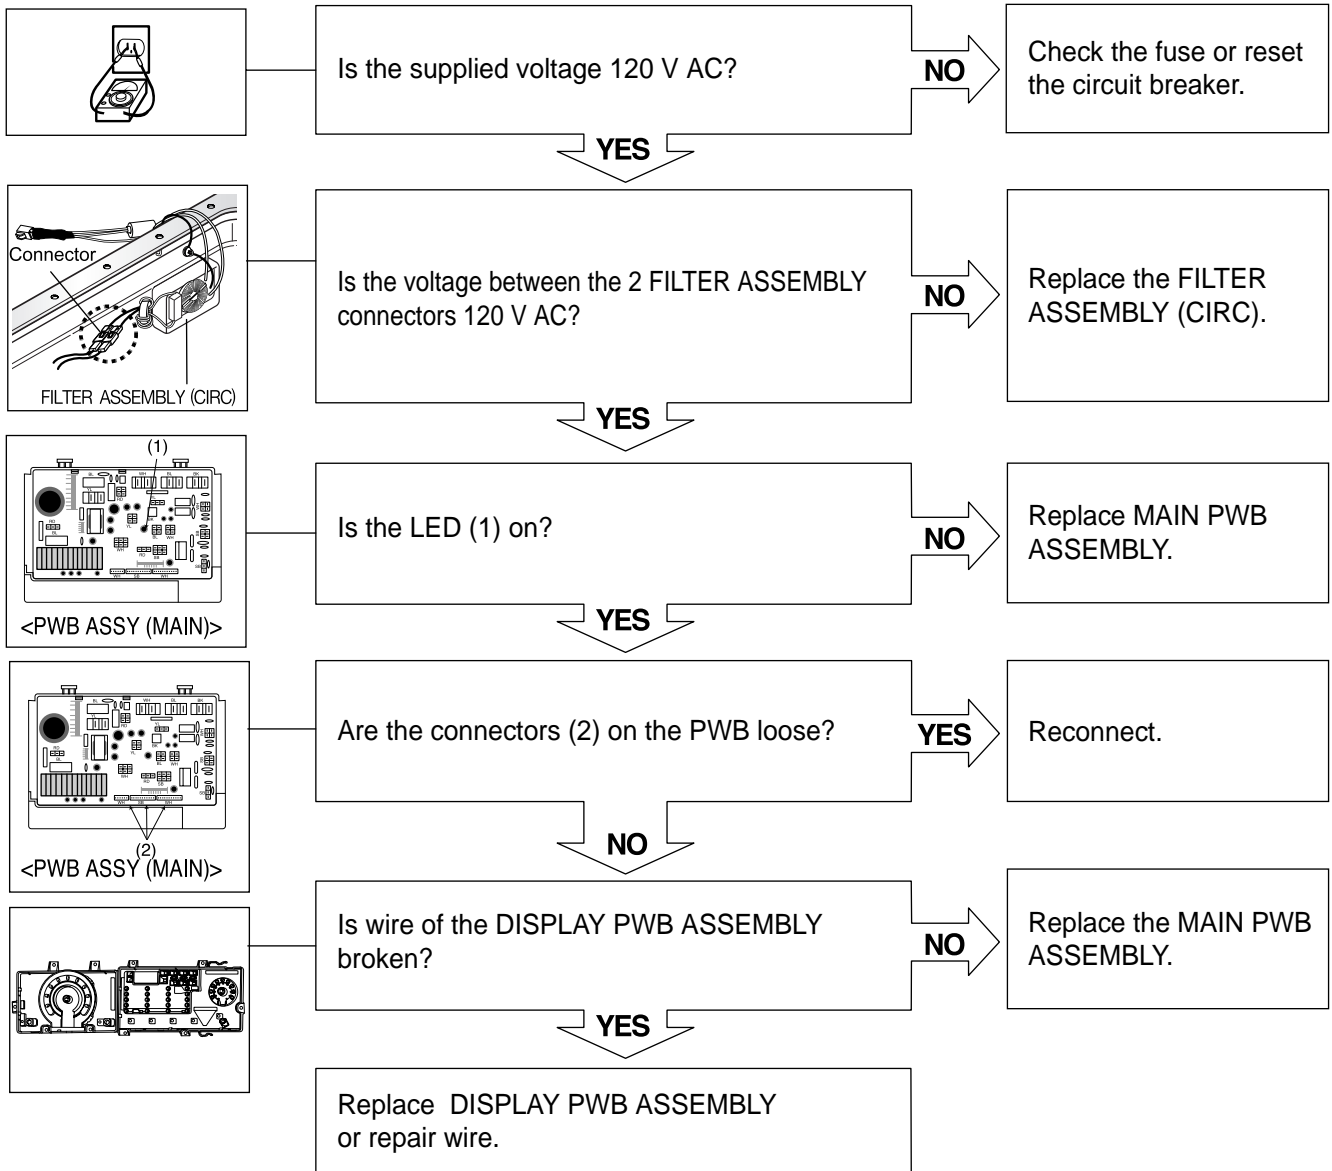 Is the supplied voltage 120 V AC?
NO
Check the fuse or reset
the circuit breaker.
YES
Connector
FILTER ASSEMBLY (CIRC)
Is the voltage between the 2 FILTER ASSEMBLY
connectors 120 V AC?
NO
Replace the FILTER
ASSEMBLY (CIRC).
YES
(1)
<PWB ASSY (MAIN)>
Is the LED (1) on?
NO
Replace MAIN PWB
ASSEMBLY.
YES
(2)
<PWB ASSY (MAIN)>
Are the connectors (2) on the PWB loose?
YES
Reconnect.
NO
Is wire of the DISPLAY PWB ASSEMBLY
broken?
NO
Replace the MAIN PWB
ASSEMBLY.
YES
Replace DISPLAY PWB ASSEMBLY
or repair wire.